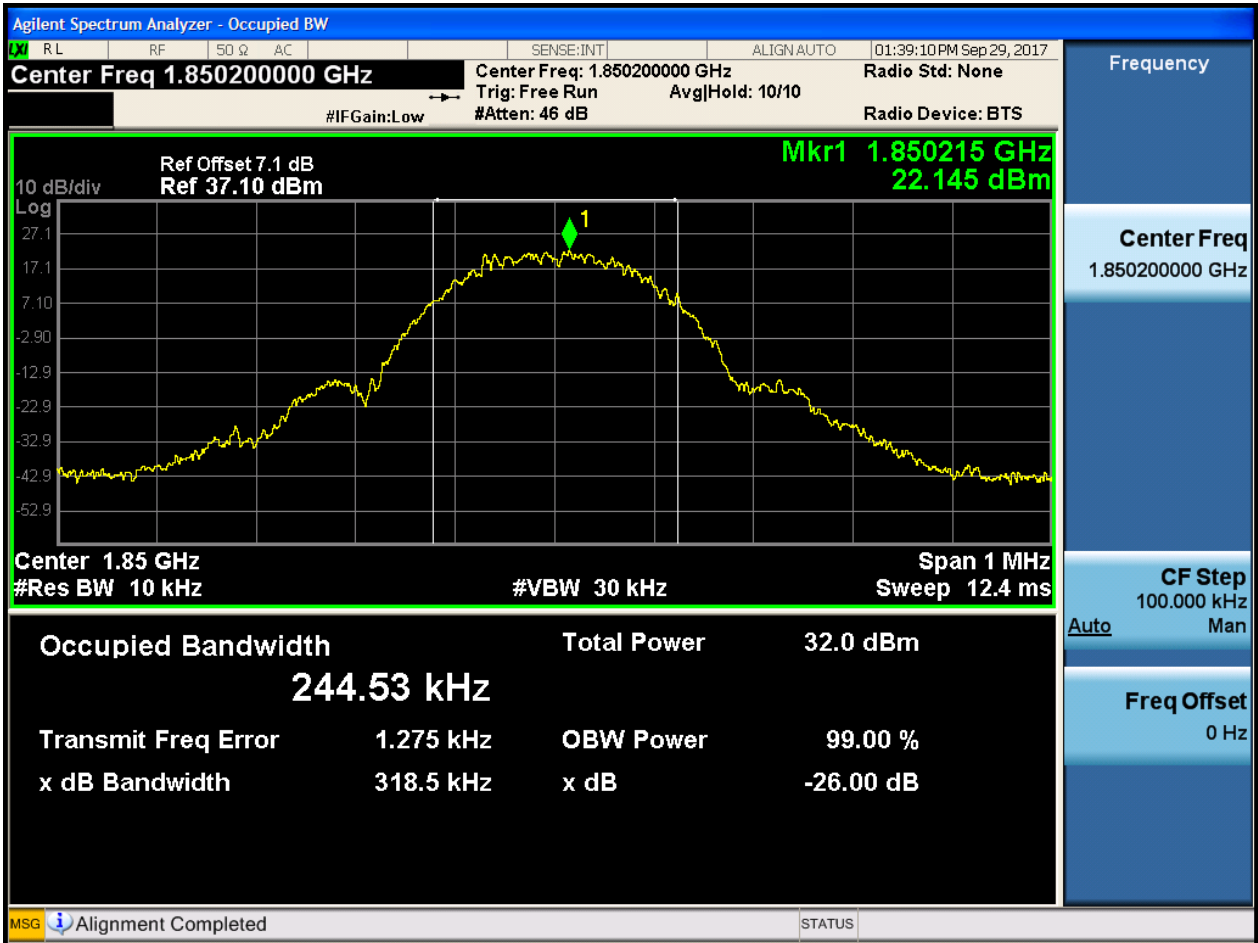 Agilent Spectrum Analyzer - Occupied BW
LXI RL RF 50 Ω AC SENSE:INT ALIGN AUTO 01:39:10 PM Sep 29, 2017
Center Freq 1.850200000 GHz
Center Freq: 1.850200000 GHz
Radio Std: None
Trig: Free Run Avg|Hold: 10/10
#IFGain:Low
#Atten: 46 dB
Radio Device: BTS
Mkr1 1.850215 GHz
22.145 dBm
Ref Offset 7.1 dB
10 dB/div Ref 37.10 dBm
Log
1
27.1
17.1
7.10
-2.90
-12.9
-22.9
-32.9
-42.9
-52.9
Center 1.85 GHz Span 1 MHz
#Res BW 10 kHz #VBW 30 kHz Sweep 12.4 ms
Occupied Bandwidth Total Power 32.0 dBm
244.53 kHz
Transmit Freq Error 1.275 kHz OBW Power 99.00 %
x dB Bandwidth 318.5 kHz x dB -26.00 dB
Frequency
Center Freq
1.850200000 GHz
CF Step
100.000 kHz
Auto Man
Freq Offset
0 Hz
MSG Alignment Completed STATUS